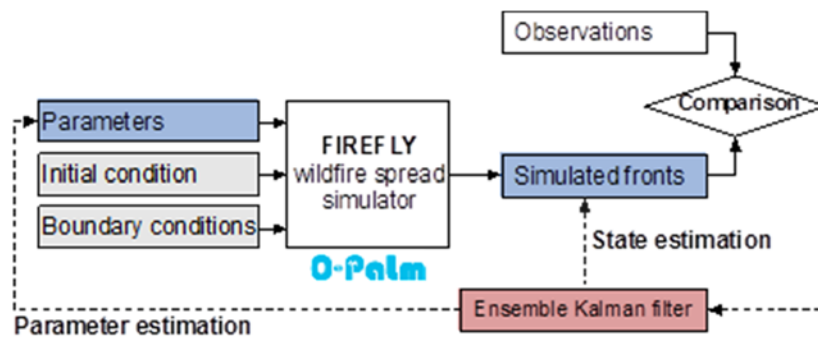 Observations
Comparison
Parameters
Initial condition
Boundary conditions
FIREFLY
wildfire spread
simulator
O-PaLm
Simulated fronts
State estimation
Ensemble Kalman filter
Parameter estimation